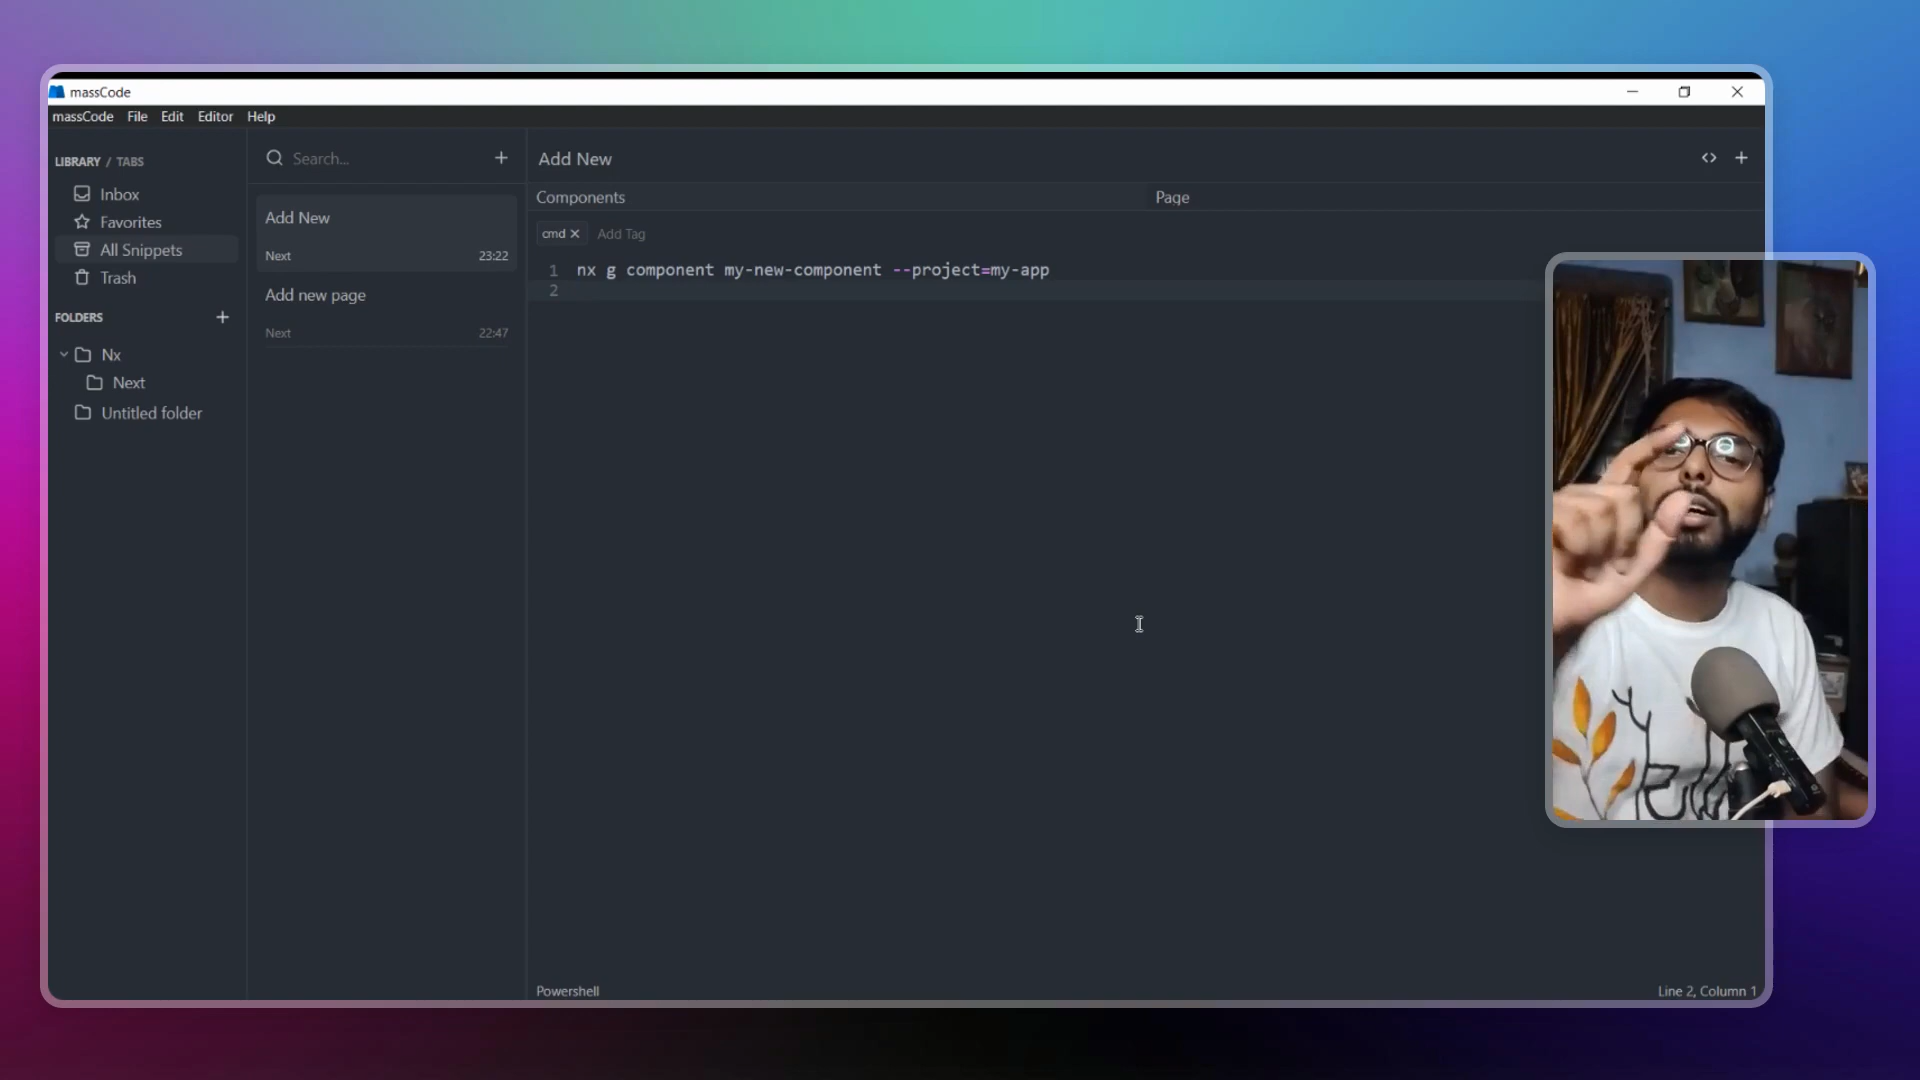 massCode
massCode File Edit Editor Help
LIBRARY / TABS
Inbox
Favorites
All Snippets
Trash
FOLDERS
Nx
Next
Untitled folder
Search...
Add New
Next 23:22
Add new page
Next 22:47
Add New
Components Page
cmd Add Tag
1 nx g component my-new-component --project=my-app
2
Powershell Line 2, Column 1